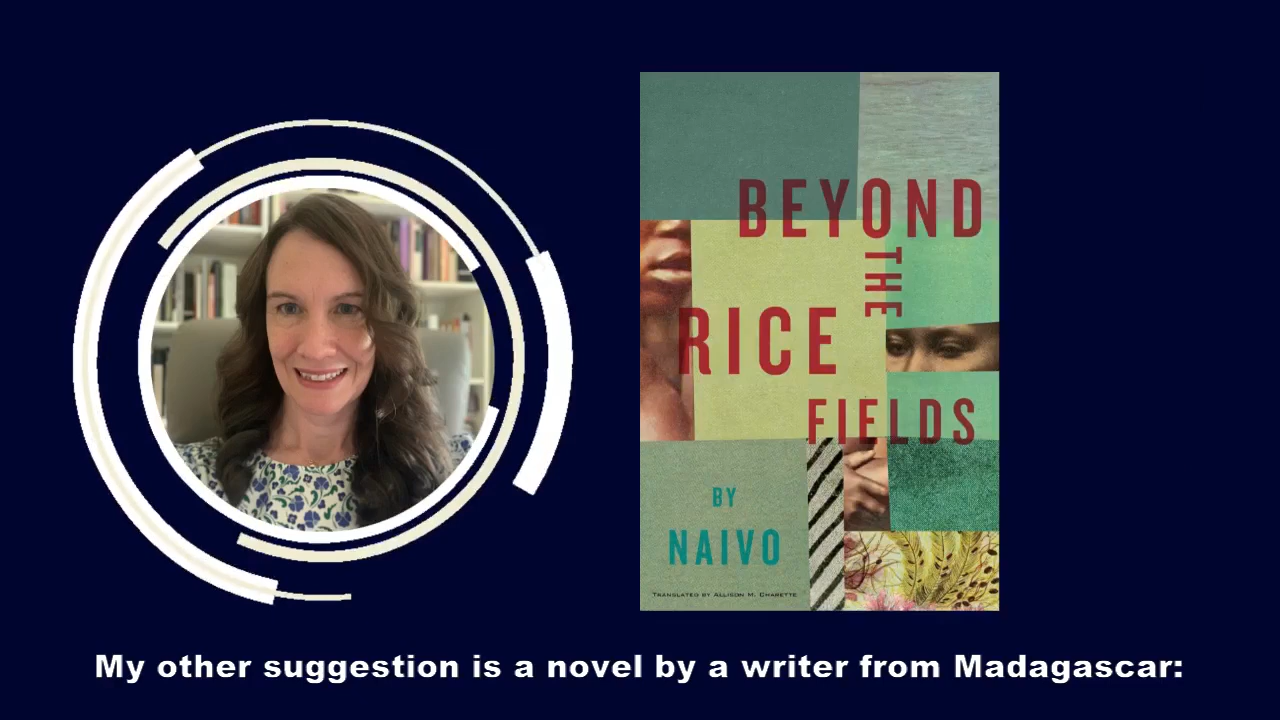 BEYOND
THE
RICE
FIELDS
BY
NAIVO
TRANSLATED BY ALLISON M. CHARETTE
My other suggestion is a novel by a writer from Madagascar: